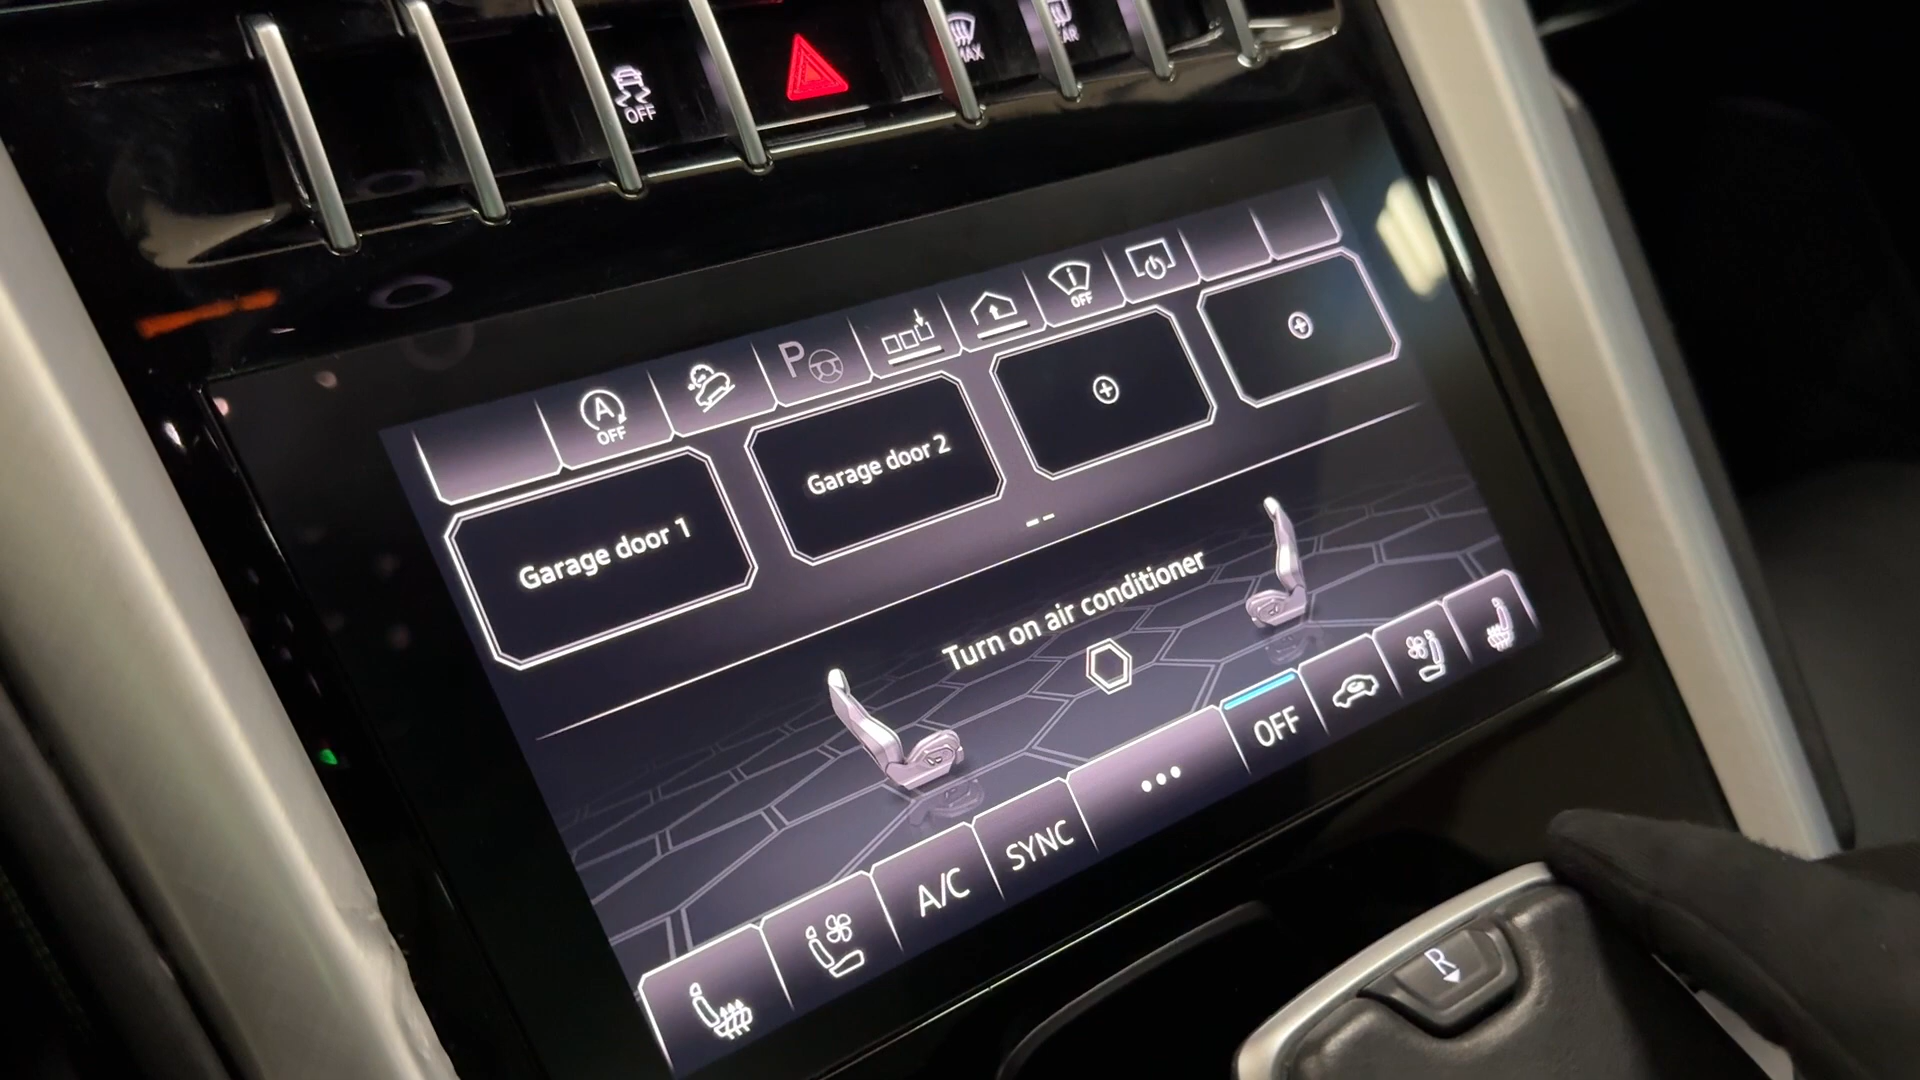 OFF
MAX
A
OFF
P
OFF
Garage door 1
Garage door 2
--
Turn on air conditioner
A/C
SYNC
•••
OFF
R